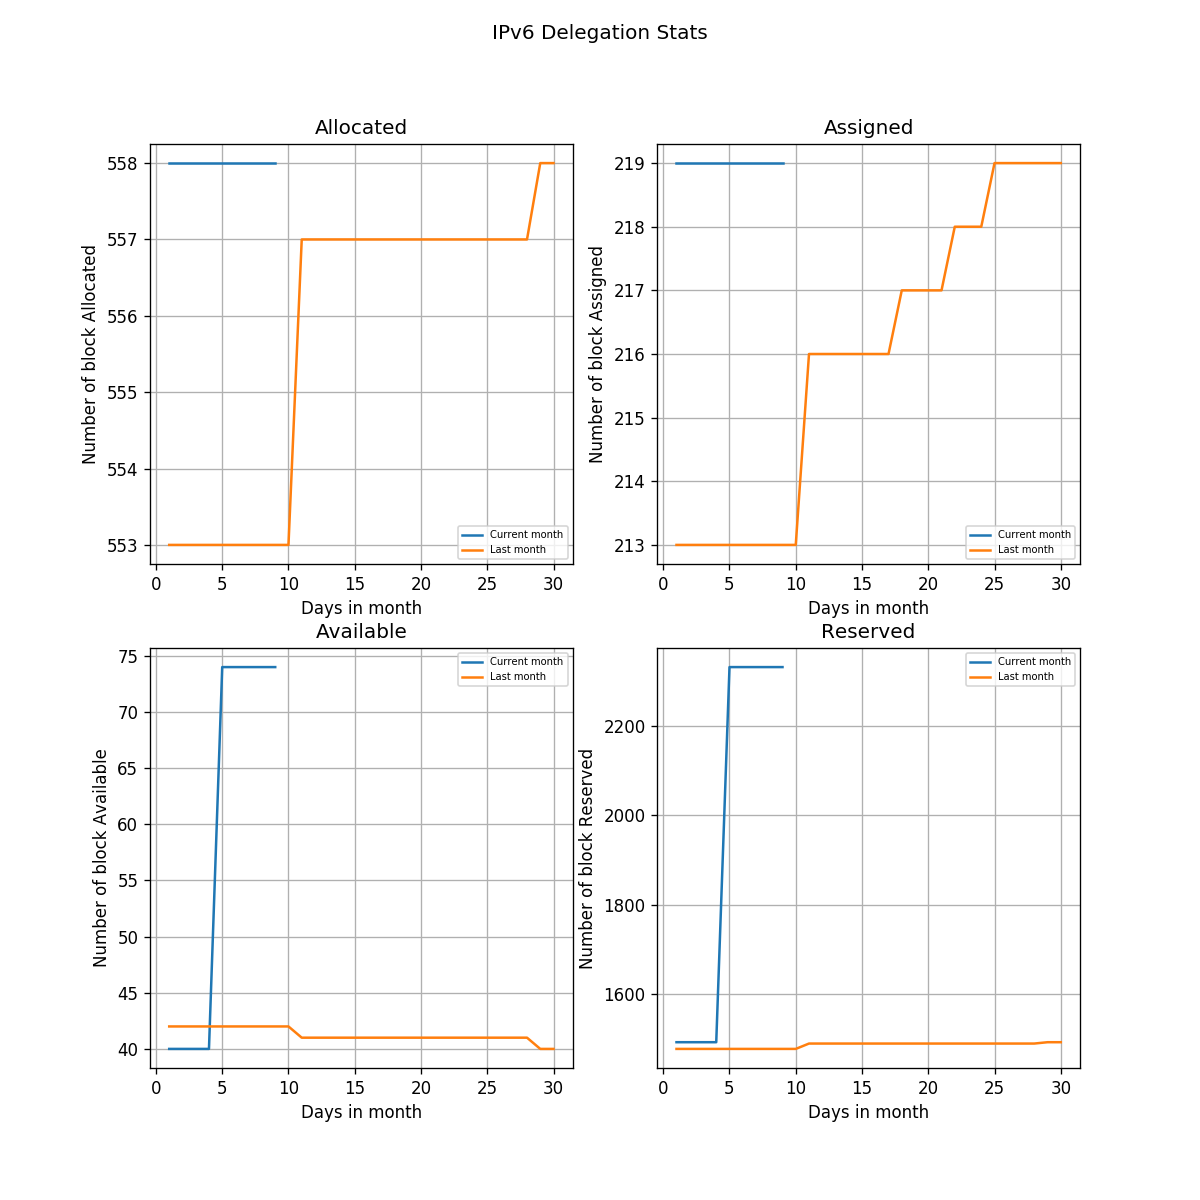 IPv6 Delegation Stats
Allocated
558
557
556
555
554
553
Number of block Allocated
0 5 10 15 20 25 30
Days in month
Current month
Last month
Assigned
219
218
217
216
215
214
213
Number of block Assigned
0 5 10 15 20 25 30
Days in month
Current month
Last month
Available
75
70
65
60
55
50
45
40
Number of block Available
0 5 10 15 20 25 30
Days in month
Current month
Last month
Reserved
2200
2000
1800
1600
Number of block Reserved
0 5 10 15 20 25 30
Days in month
Current month
Last month